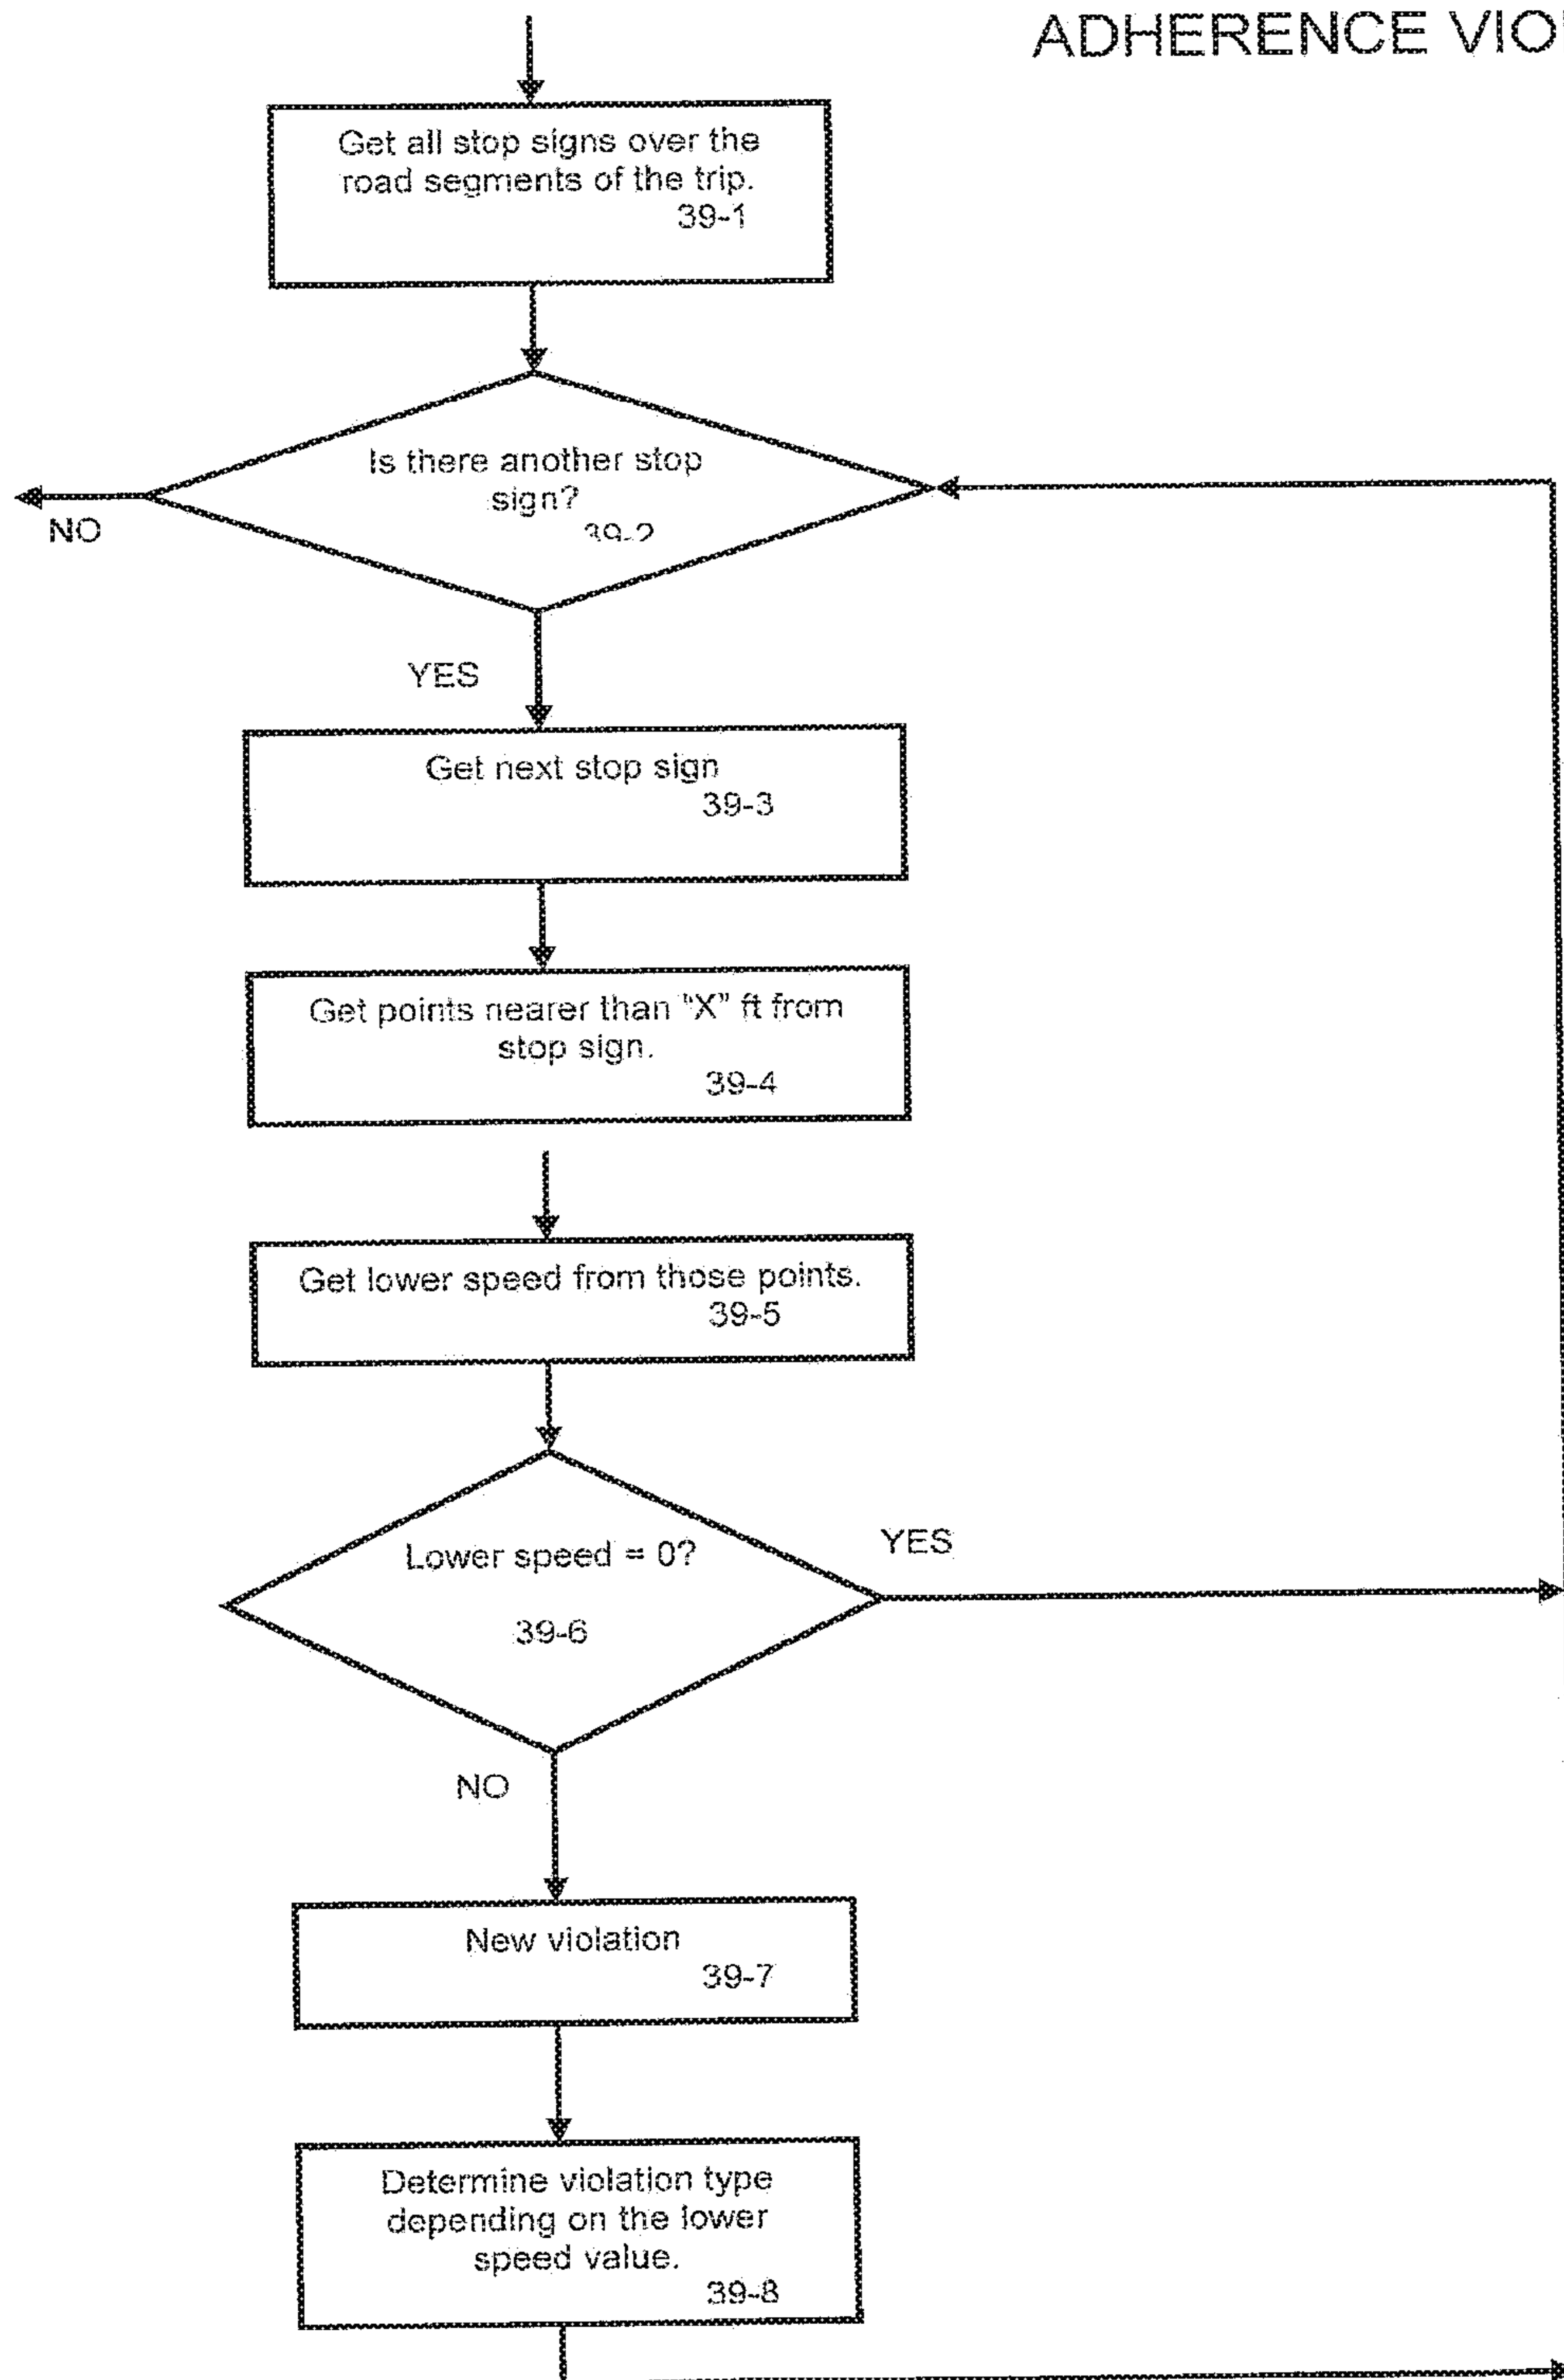 ADHERENCE VIO
Get all stop signs over the
road segments of the trip.
39-1
Is there another stop
sign?
39-2
NO
YES
Get next stop sign
39-3
Get points nearer than "X" ft from
stop sign.
39-4
Get lower speed from those points.
39-5
Lower speed = 0?
YES
39-6
NO
New violation
39-7
Determine violation type
depending on the lower
speed value.
39-8